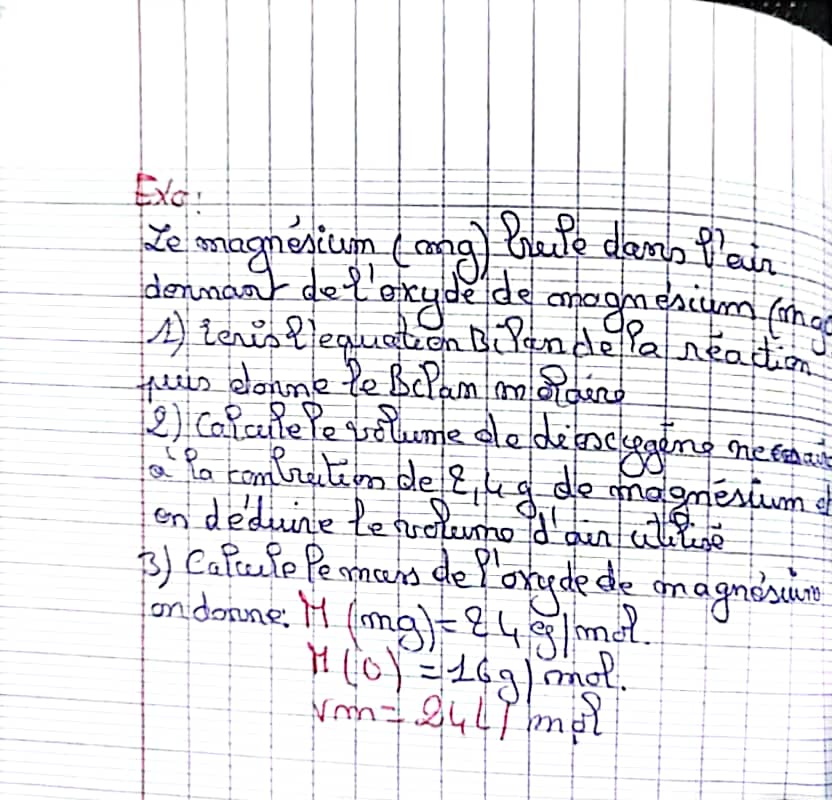 Exo:
Le magnésium (mg) brule dans l'air
donnant de l'oxyde de magnésium (mgo
1) Ecris l'equation Bilan de la réaction
puis donne le Bilan molaire
2) Calcule le volume de dioxygène necessai
à la combustion de 2,4g de magnésium
en déduire le volume d'air utilisé
3) Calcule le mass de l'oxyde de magnésium
on donne: M(mg)=24g/mol.
M(O)=16g/mol.
Vm=24L/mol